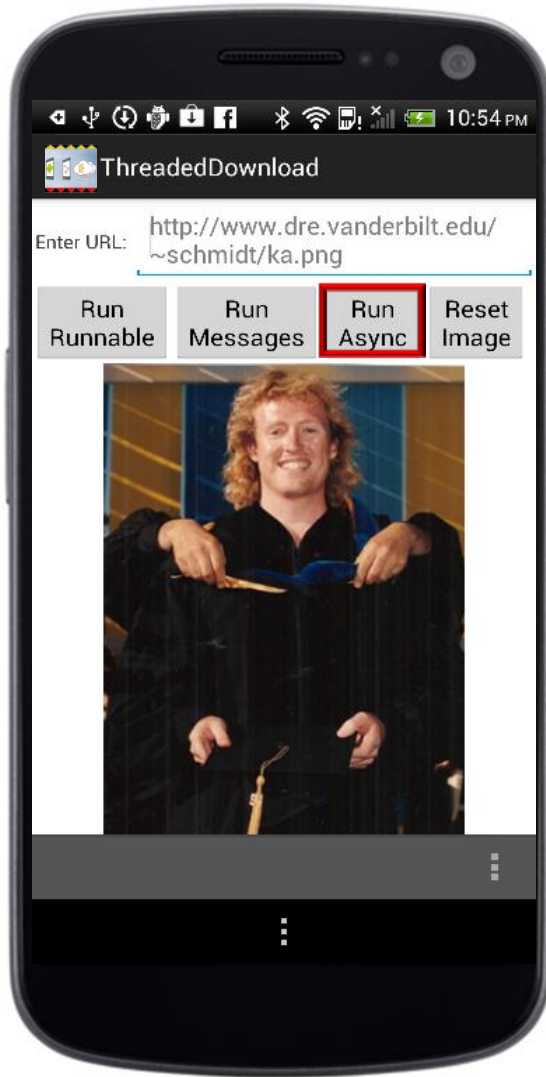 10:54 PM
ThreadedDownload
Enter URL:
http://www.dre.vanderbilt.edu/
~schmidt/ka.png
Run
Runnable
Run
Messages
Run
Async
Reset
Image